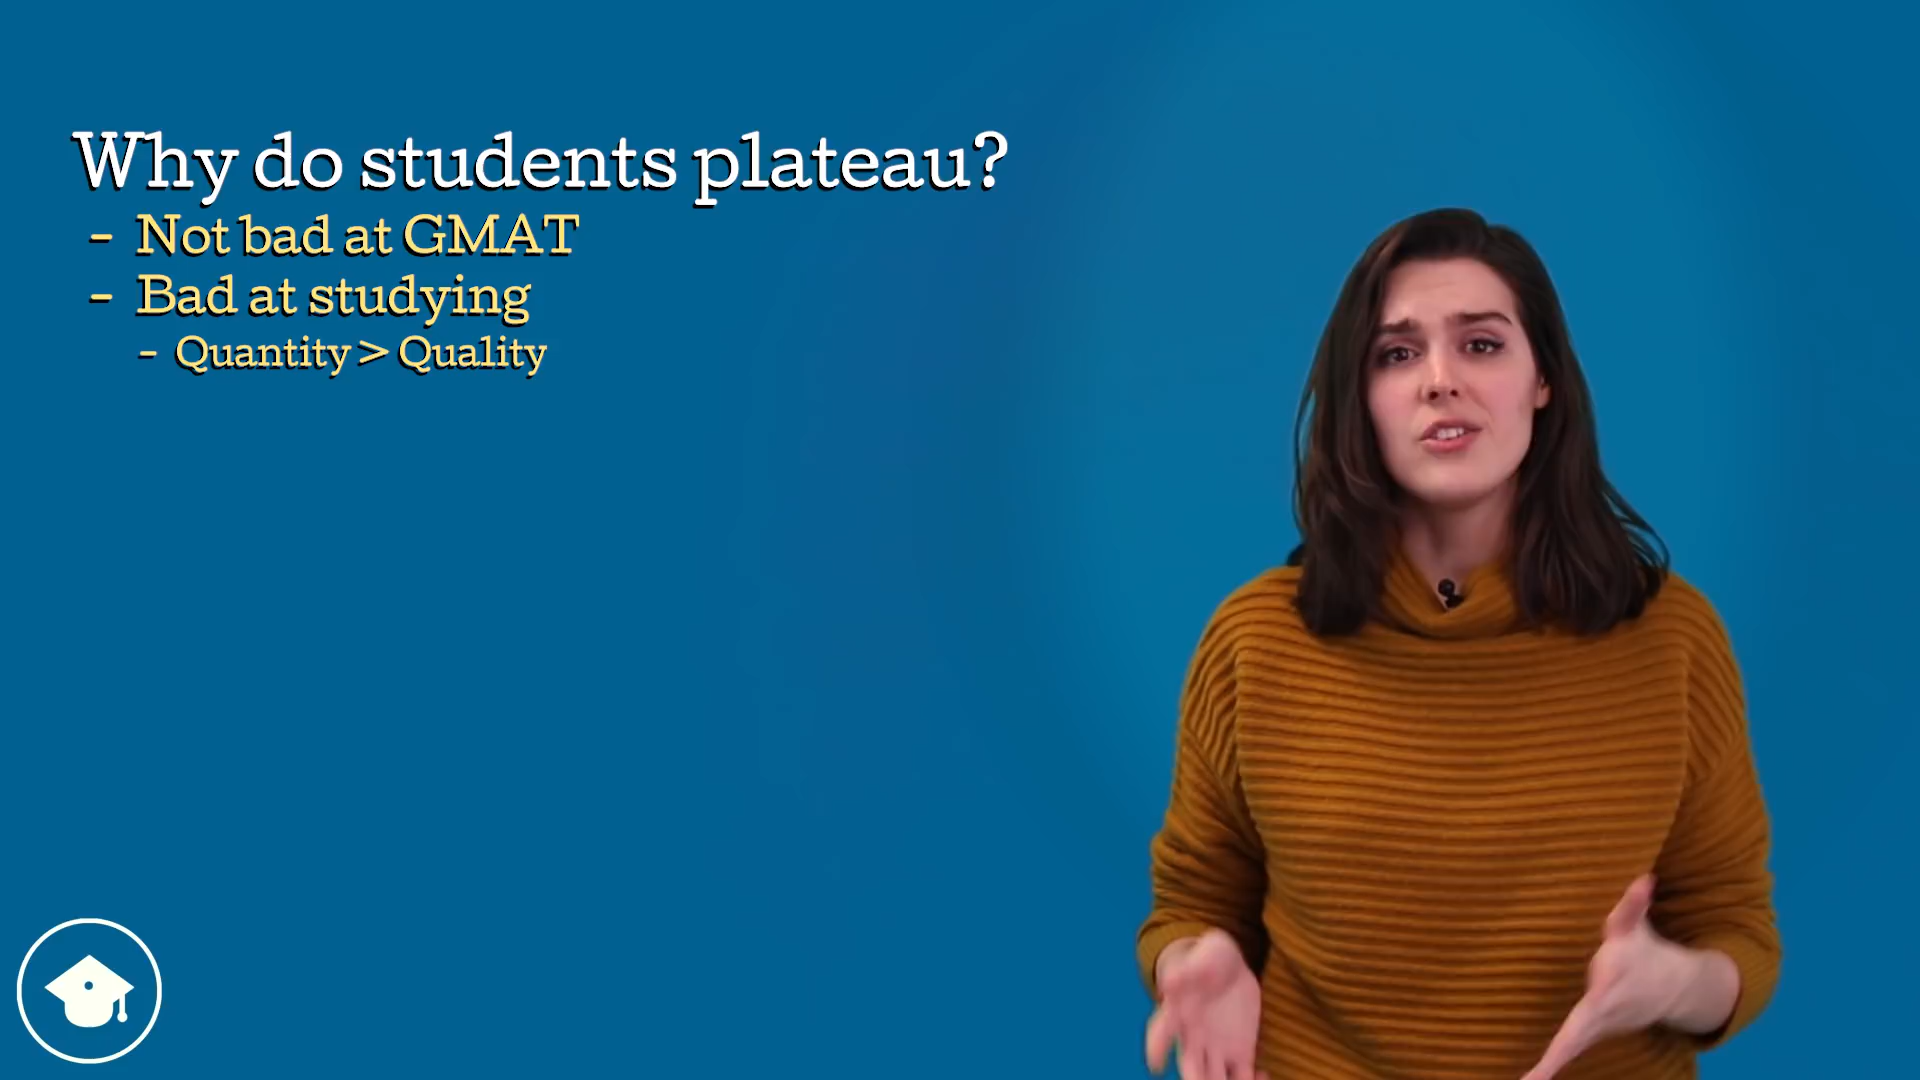 Why do students plateau?
- Not bad at GMAT
- Bad at studying
- Quantity > Quality